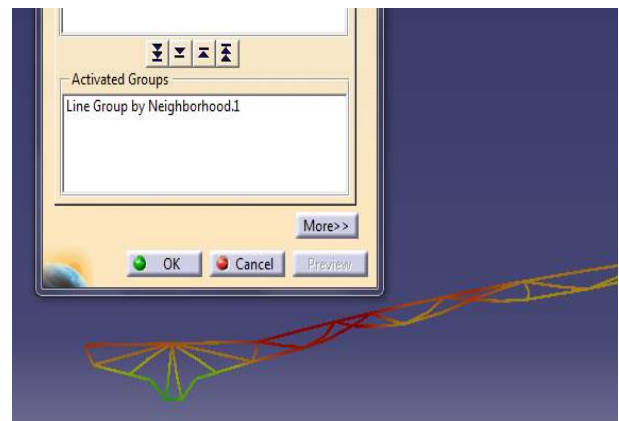 Activated Groups
Line Group by Neighborhood.1
More>>
OK
Cancel
Preview